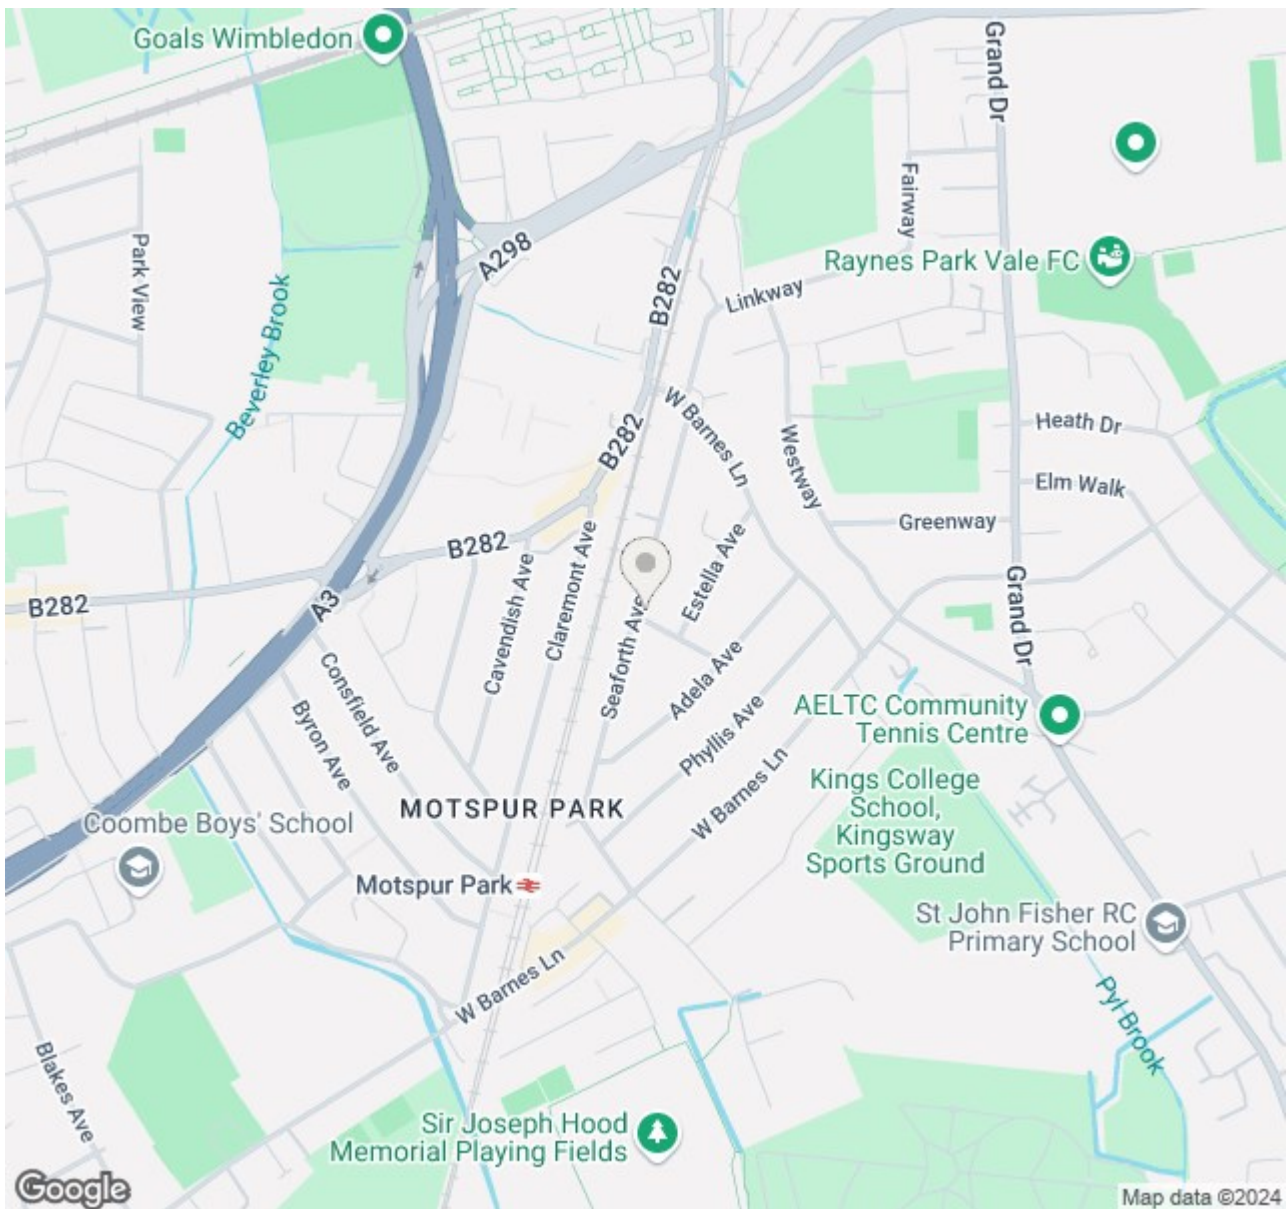 Goals Wimbledon
Grand Dr
Fairway
Park View
A298
Raynes Park Vale FC
B282
Linkway
Beverley Brook
W Barnes Ln
B282
Heath Dr
Westway
Elm Walk
Greenway
B282
Estella Ave
Claremont Ave
Cavendish Ave
B282
A3
Grand Dr
Seaforth Ave
Adela Ave
Consfield Ave
Byron Ave
Phyllis Ave
AELTC Community
Tennis Centre
W Barnes Ln
Kings College
School,
Kingsway
Sports Ground
MOTSPUR PARK
Coombe Boys' School
Motspur Park
St John Fisher RC
Primary School
W Barnes Ln
Pyl Brook
Blakes Ave
Sir Joseph Hood
Memorial Playing Fields
Google
Map data ©2024